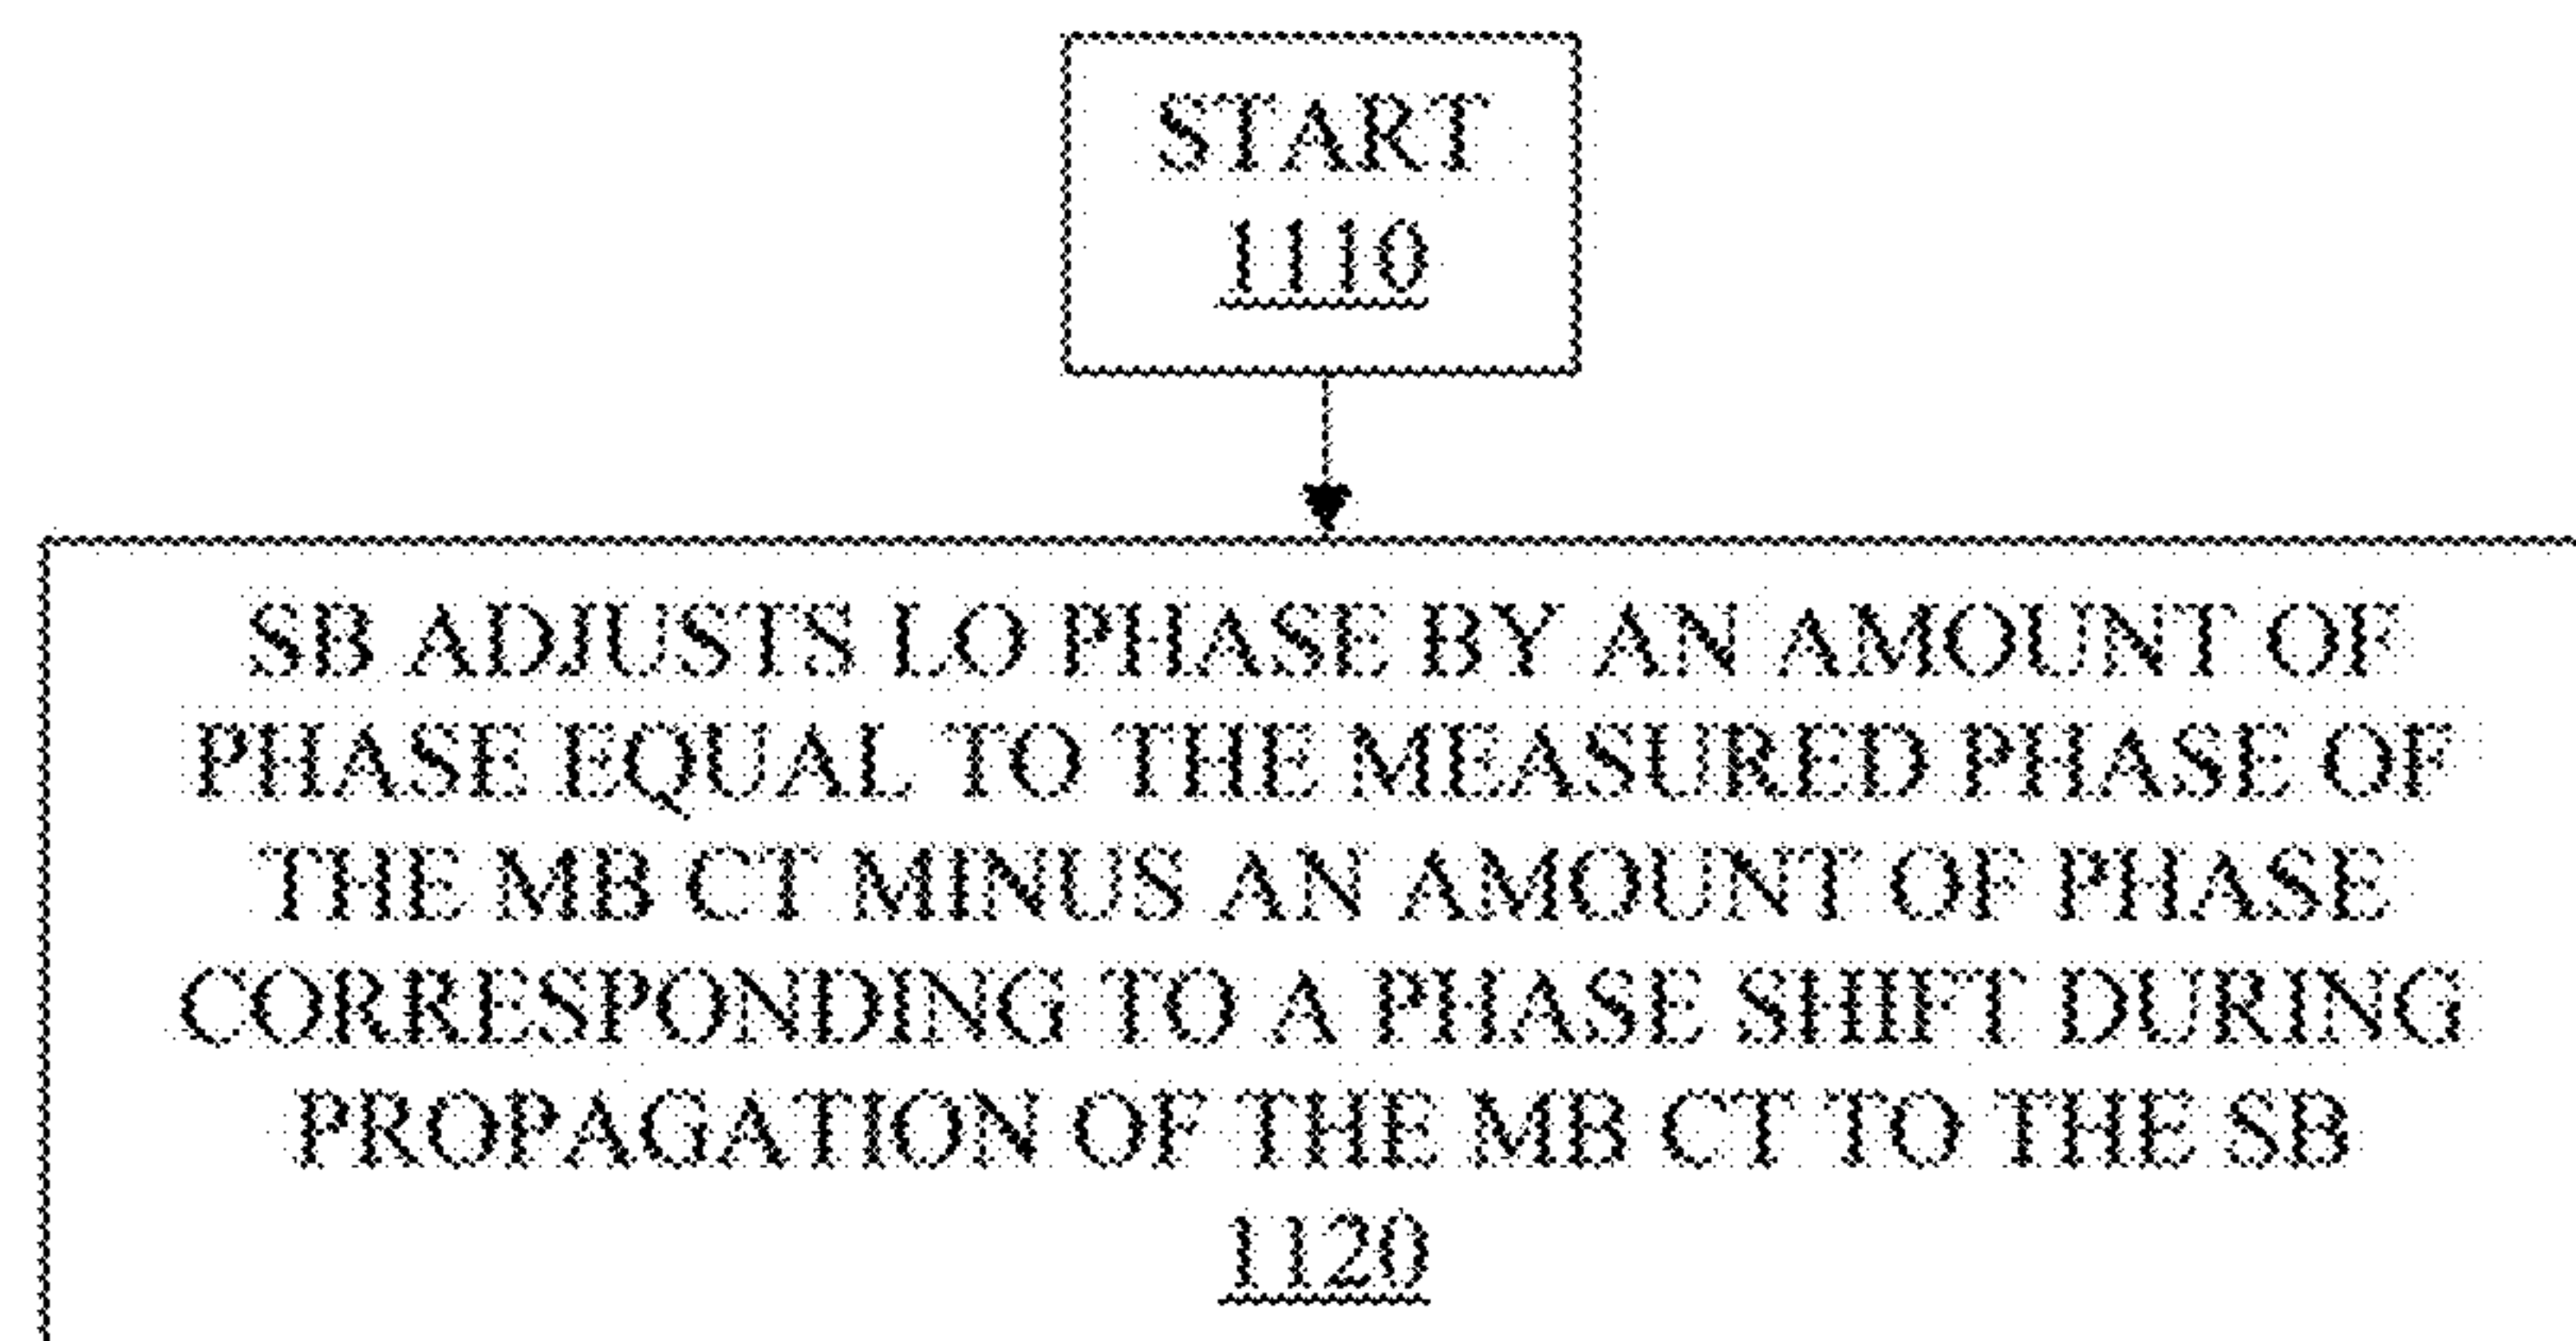 START
1110
SB ADJUSTS LO PHASE BY AN AMOUNT OF
PHASE EQUAL TO THE MEASURED PHASE OF
THE MB CT MINUS AN AMOUNT OF PHASE
CORRESPONDING TO A PHASE SHIFT DURING
PROPAGATION OF THE MB CT TO THE SB
1120